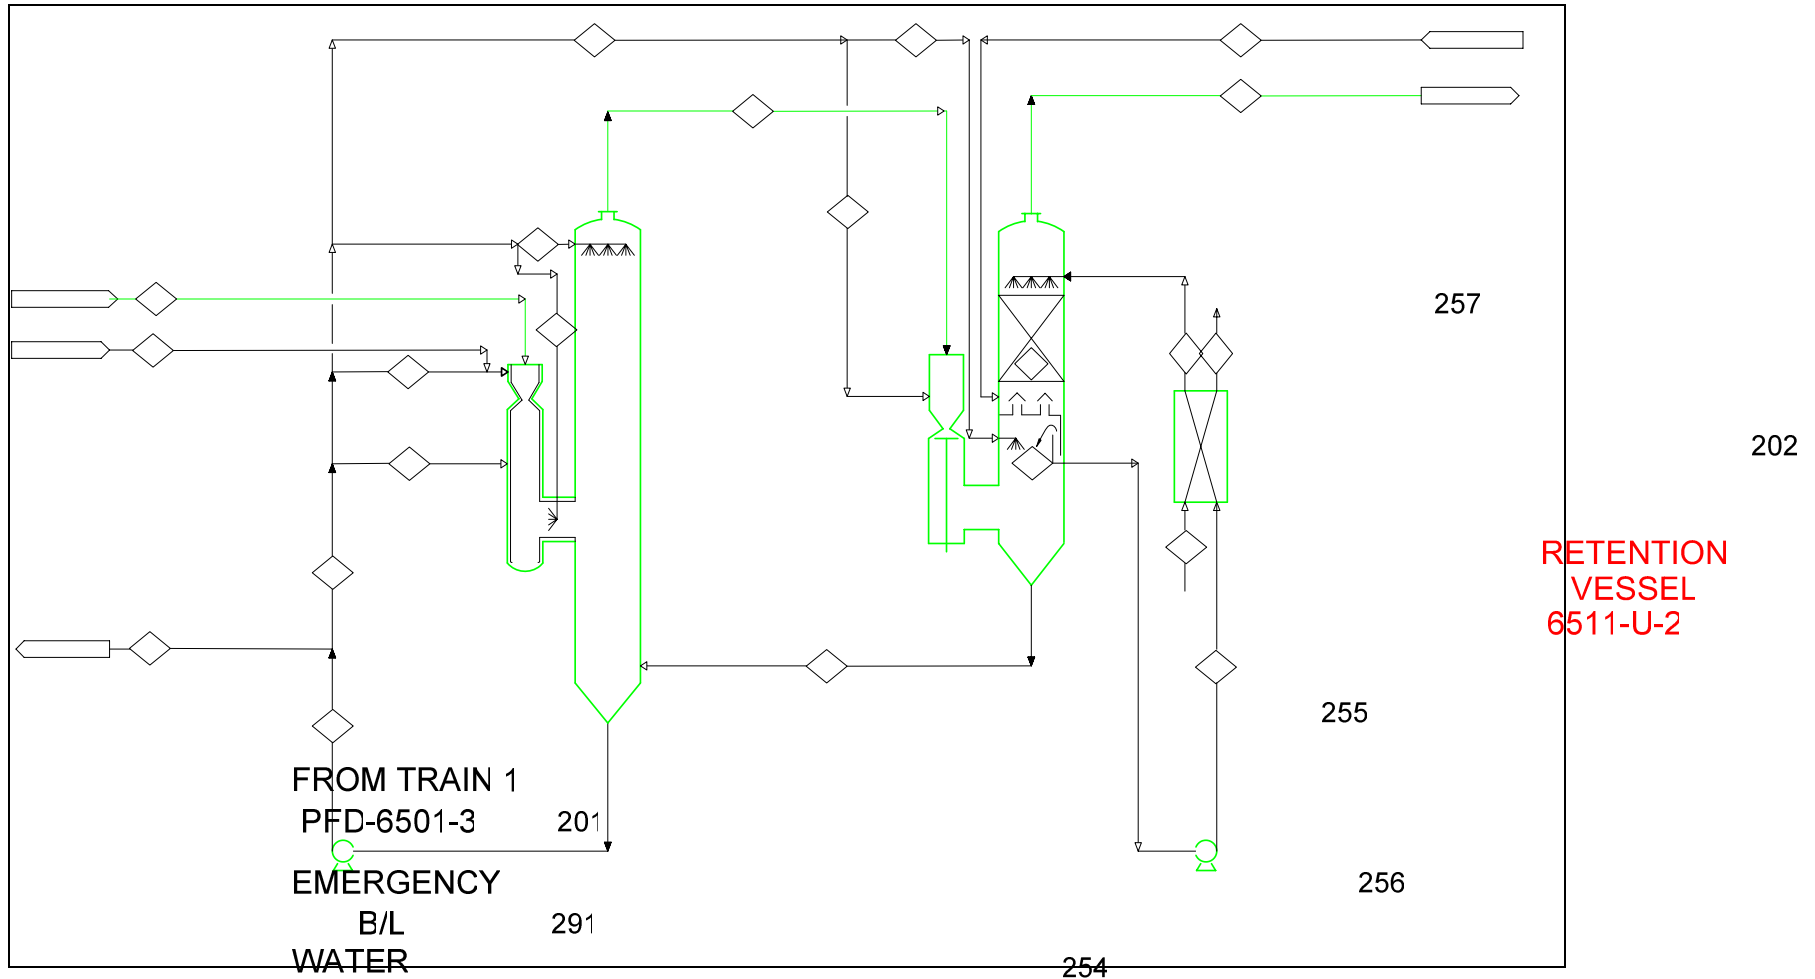 257
202
RETENTION
VESSEL
6511-U-2
255
FROM TRAIN 1
PFD-6501-3
201
EMERGENCY
256
B/L
291
WATER
254